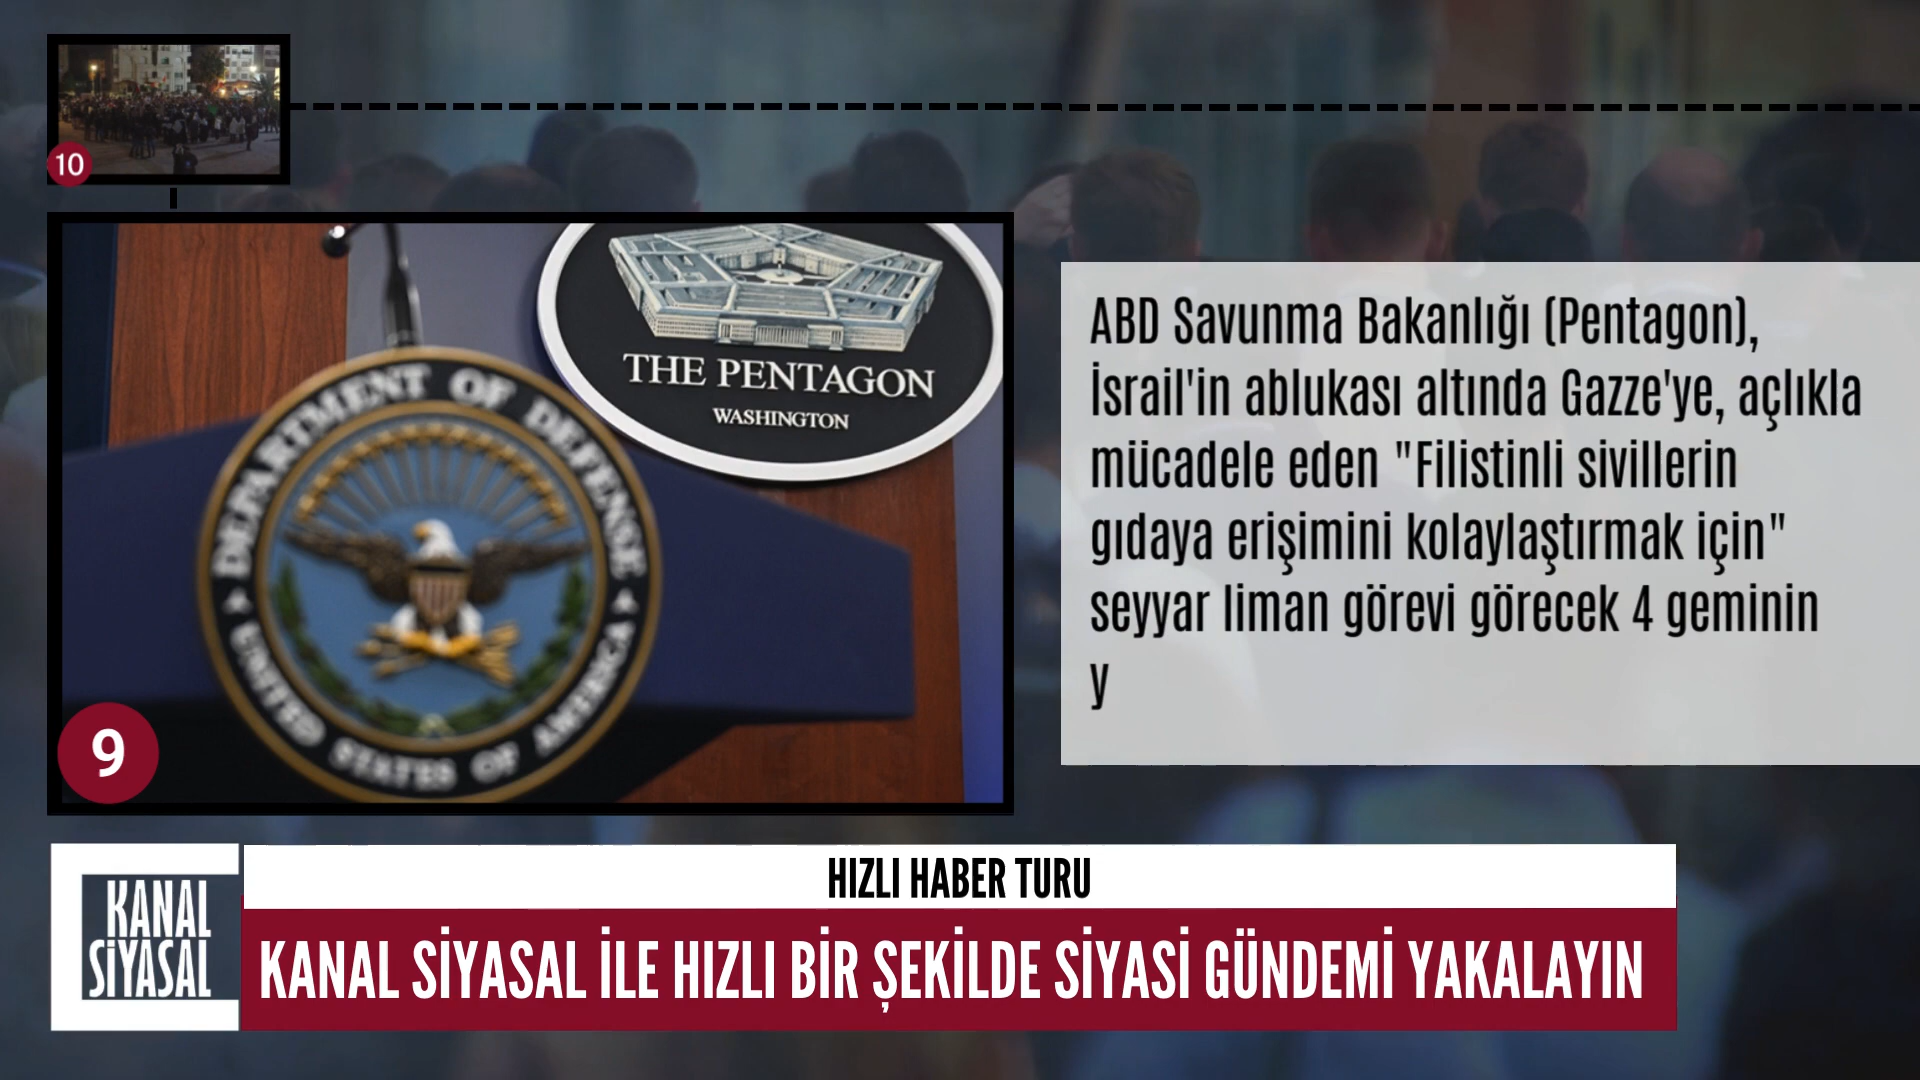 10
THE PENTAGON
WASHINGTON
DEPARTMENT OF DEFENSE
UNITED STATES OF AMERICA
9
ABD Savunma Bakanlığı (Pentagon),
İsrail'in ablukası altında Gazze'ye, açlıkla
mücadele eden "Filistinli sivillerin
gıdaya erişimini kolaylaştırmak için"
seyyar liman görevi görecek 4 geminin
y
HIZLI HABER TURU
KANAL
SİYASAL
KANAL SİYASAL İLE HIZLI BİR ŞEKİLDE SİYASİ GÜNDEMİ YAKALAYIN